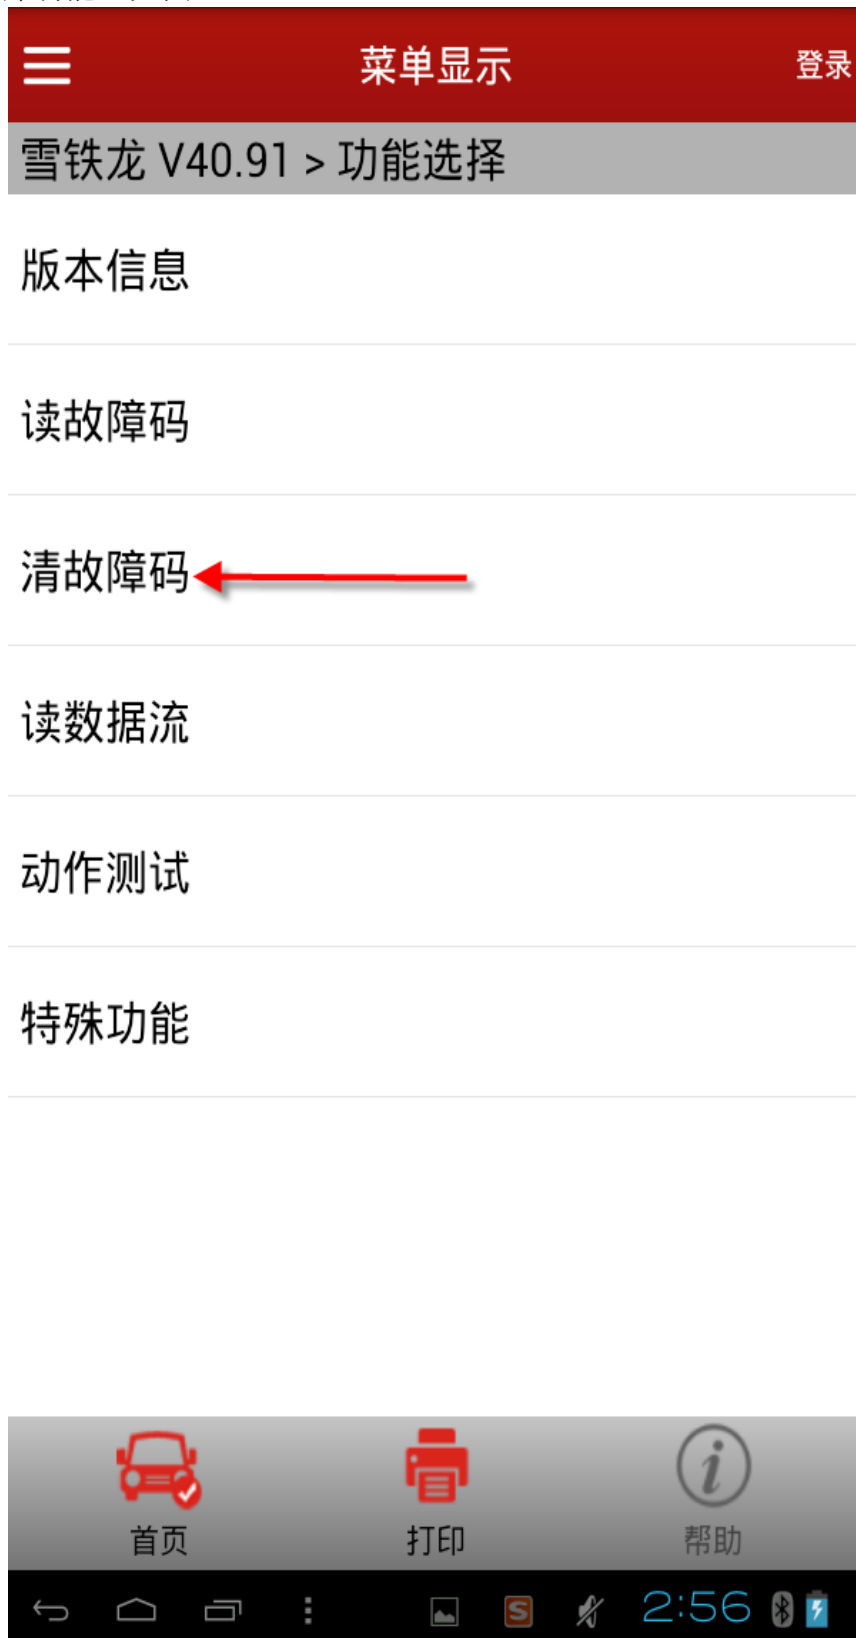 菜单显示
登录
雪铁龙 V40.91 > 功能选择
版本信息
读故障码
清故障码
读数据流
动作测试
特殊功能
首页
打印
帮助
S
2:56